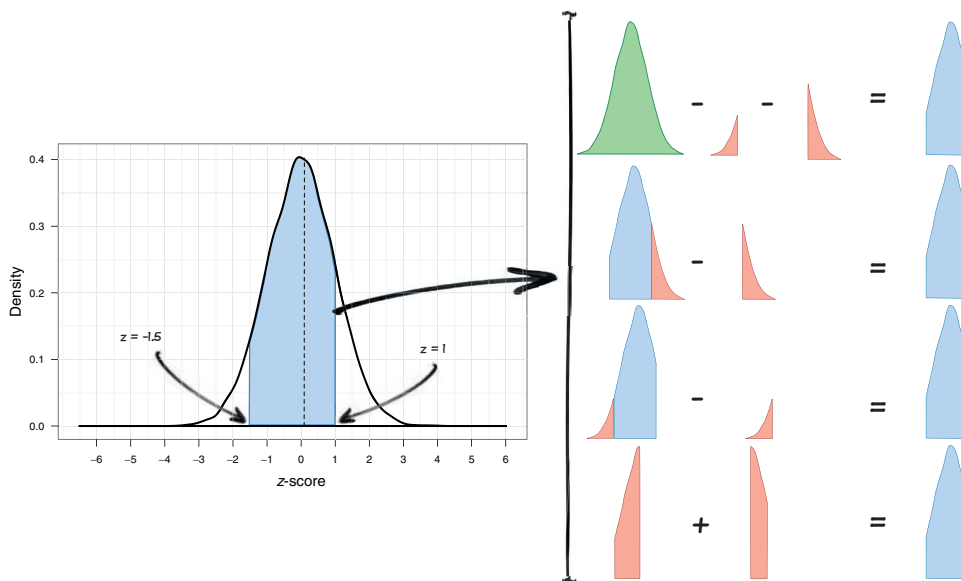 0.4
0.3
0.2
0.1
0.0
Density
z = -1.5
z = 1
−6 −5 −4 −3 −2 −1 0 1 2 3 4 5 6
z-score
- - =
- =
- =
+ =